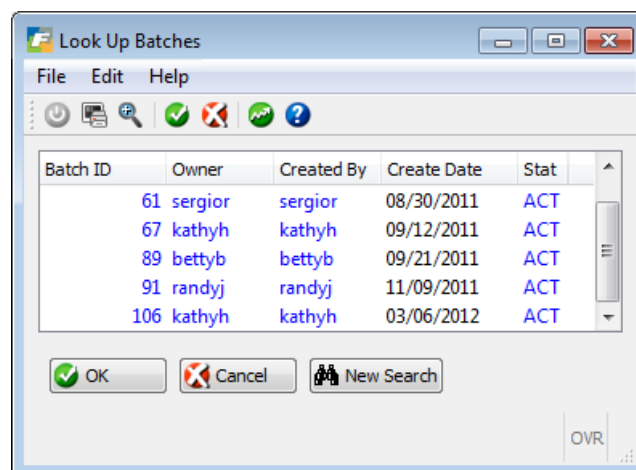 Look Up Batches
File Edit Help
Batch ID Owner Created By Create Date Stat
61 sergior sergior 08/30/2011 ACT
67 kathyh kathyh 09/12/2011 ACT
89 bettyb bettyb 09/21/2011 ACT
91 randyj randyj 11/09/2011 ACT
106 kathyh kathyh 03/06/2012 ACT
OK Cancel New Search
OVR